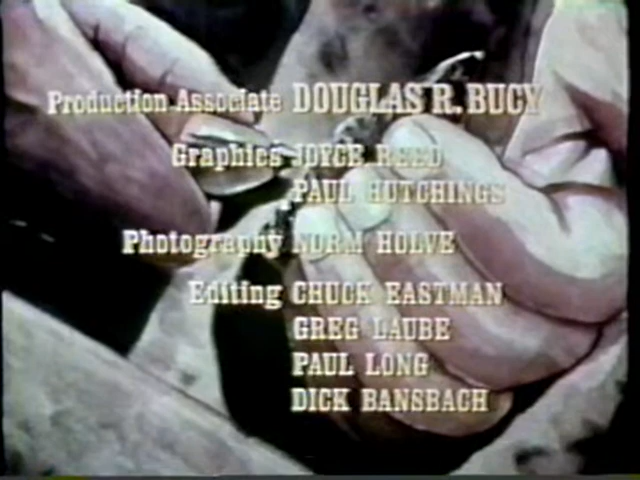 Production Associate DOUGLAS R. BUCY
Graphics JOYCE REED
PAUL HUTCHINGS
Photography NORM HOLVE
Editing CHUCK EASTMAN
GREG LAUBE
PAUL LONG
DICK BANSBACH